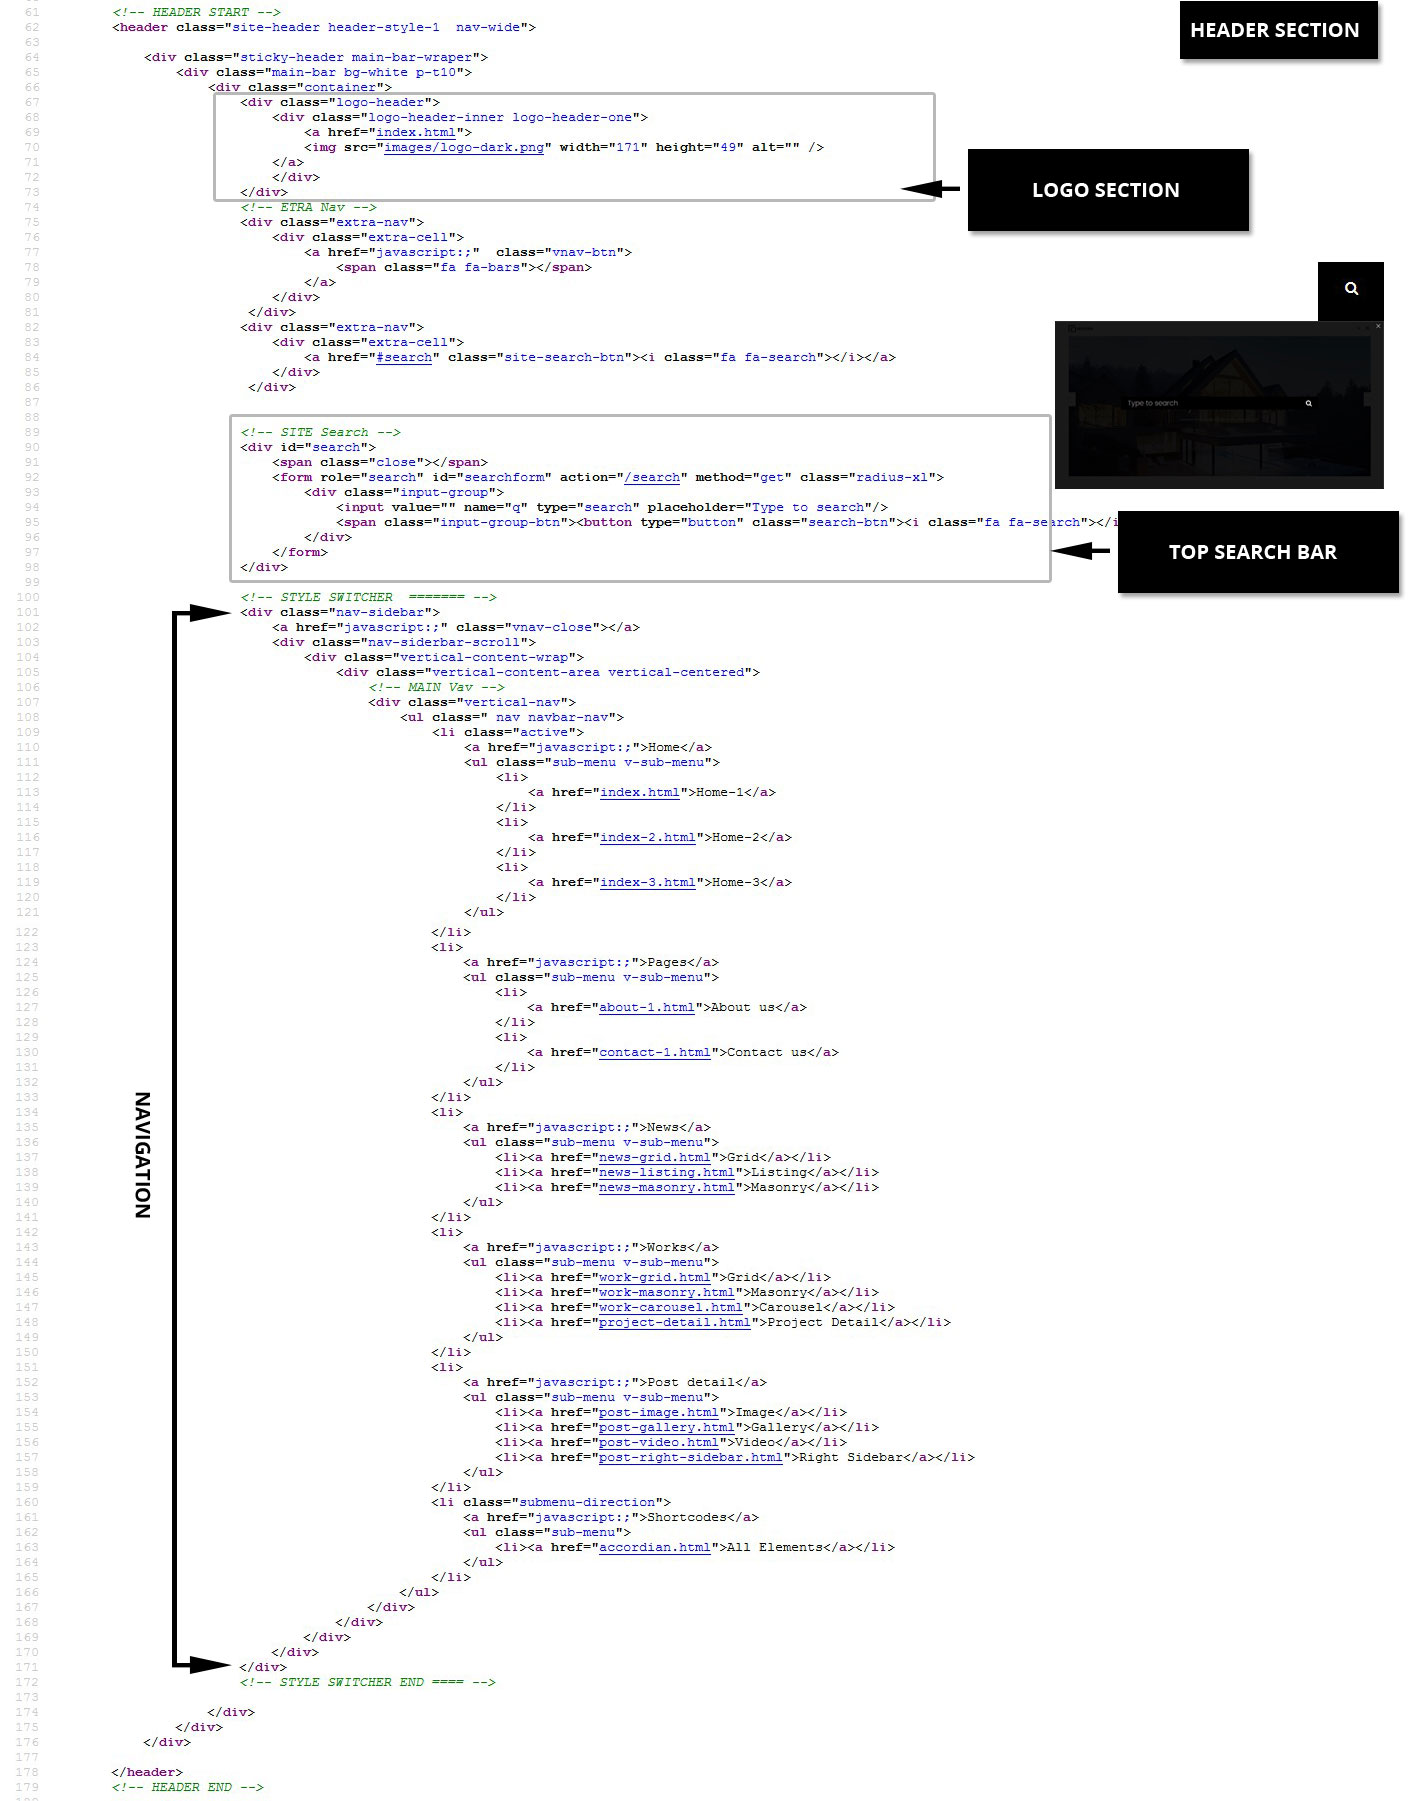 HEADER SECTION
61 <!-- HEADER START -->
62 <header class="site-header header-style-1  nav-wide">
63
64 <div class="sticky-header main-bar-wraper">
65 <div class="main-bar bg-white p-t10">
66 <div class="container">
67 <div class="logo-header">
68 <div class="logo-header-inner logo-header-one">
69 <a href="index.html">
70 <img src="images/logo-dark.png" width="171" height="49" alt="" />
71 </a>
72 </div>
73 </div>
LOGO SECTION
74 <!-- ETRA Nav -->
75 <div class="extra-nav">
76 <div class="extra-cell">
77 <a href="javascript:;"  class="vnav-btn">
78 <span class="fa fa-bars"></span>
79 </a>
80 </div>
81 </div>
82 <div class="extra-nav">
83 <div class="extra-cell">
84 <a href="#search" class="site-search-btn"><i class="fa fa-search"></i></a>
85 </div>
86 </div>
87
88
Type to search
89 <!-- SITE Search -->
90 <div id="search">
91 <span class="close"></span>
92 <form role="search" id="searchform" action="/search" method="get" class="radius-xl">
93 <div class="input-group">
94 <input value="" name="q" type="search" placeholder="Type to search"/>
95 <span class="input-group-btn"><button type="button" class="search-btn"><i class="fa fa-search"></i
96 </div>
97 </form>
98 </div>
99
TOP SEARCH BAR
100 <!-- STYLE SWITCHER  ======= -->
101 <div class="nav-sidebar">
102 <a href="javascript:;" class="vnav-close"></a>
103 <div class="nav-siderbar-scroll">
104 <div class="vertical-content-wrap">
105 <div class="vertical-content-area vertical-centered">
106 <!-- MAIN Vav -->
107 <div class="vertical-nav">
108 <ul class=" nav navbar-nav">
109 <li class="active">
110 <a href="javascript:;">Home</a>
111 <ul class="sub-menu v-sub-menu">
112 <li>
113 <a href="index.html">Home-1</a>
114 </li>
115 <li>
116 <a href="index-2.html">Home-2</a>
117 </li>
118 <li>
119 <a href="index-3.html">Home-3</a>
120 </li>
121 </ul>
122 </li>
123 <li>
124 <a href="javascript:;">Pages</a>
125 <ul class="sub-menu v-sub-menu">
126 <li>
127 <a href="about-1.html">About us</a>
128 </li>
129 <li>
130 <a href="contact-1.html">Contact us</a>
131 </li>
132 </ul>
133 </li>
134 <li>
135 <a href="javascript:;">News</a>
136 <ul class="sub-menu v-sub-menu">
137 <li><a href="news-grid.html">Grid</a></li>
138 <li><a href="news-listing.html">Listing</a></li>
139 <li><a href="news-masonry.html">Masonry</a></li>
140 </ul>
141 </li>
142 <li>
143 <a href="javascript:;">Works</a>
144 <ul class="sub-menu v-sub-menu">
145 <li><a href="work-grid.html">Grid</a></li>
146 <li><a href="work-masonry.html">Masonry</a></li>
147 <li><a href="work-carousel.html">Carousel</a></li>
148 <li><a href="project-detail.html">Project Detail</a></li>
149 </ul>
150 </li>
151 <li>
152 <a href="javascript:;">Post detail</a>
153 <ul class="sub-menu v-sub-menu">
154 <li><a href="post-image.html">Image</a></li>
155 <li><a href="post-gallery.html">Gallery</a></li>
156 <li><a href="post-video.html">Video</a></li>
157 <li><a href="post-right-sidebar.html">Right Sidebar</a></li>
158 </ul>
159 </li>
160 <li class="submenu-direction">
161 <a href="javascript:;">Shortcodes</a>
162 <ul class="sub-menu">
163 <li><a href="accordian.html">All Elements</a></li>
164 </ul>
165 </li>
166 </ul>
167 </div>
168 </div>
169 </div>
170 </div>
171 </div>
NAVIGATION
172 <!-- STYLE SWITCHER END ==== -->
173
174 </div>
175 </div>
176 </div>
177
178 </header>
179 <!-- HEADER END -->